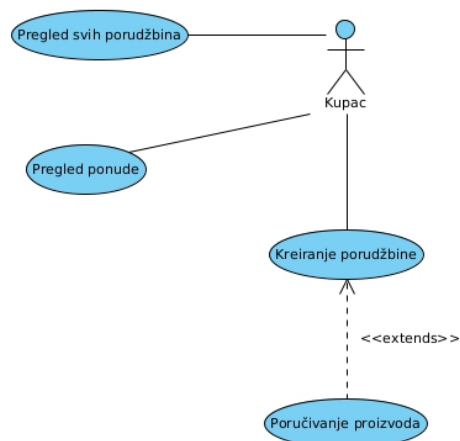 Pregled svih porudžbina
Kupac
Pregled ponude
Kreiranje porudžbine
<<extends>>
Poručivanje proizvoda